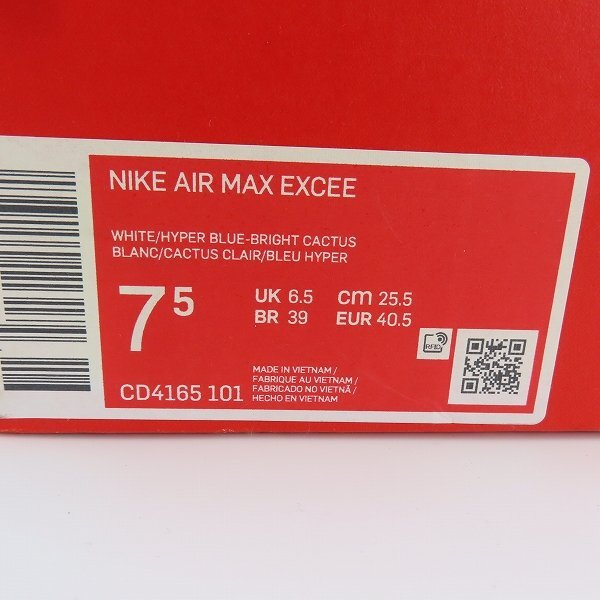 NIKE AIR MAX EXCEE
WHITE/HYPER BLUE-BRIGHT CACTUS
BLANC/CACTUS CLAIR/BLEU HYPER
7 5
UK 6.5 cm 25.5
BR 39 EUR 40.5
RFID
MADE IN VIETNAM/
FABRIQUE AU VIETNAM/
FABRICADO NO VIETNÃ/
HECHO EN VIETNAM
CD4165 101